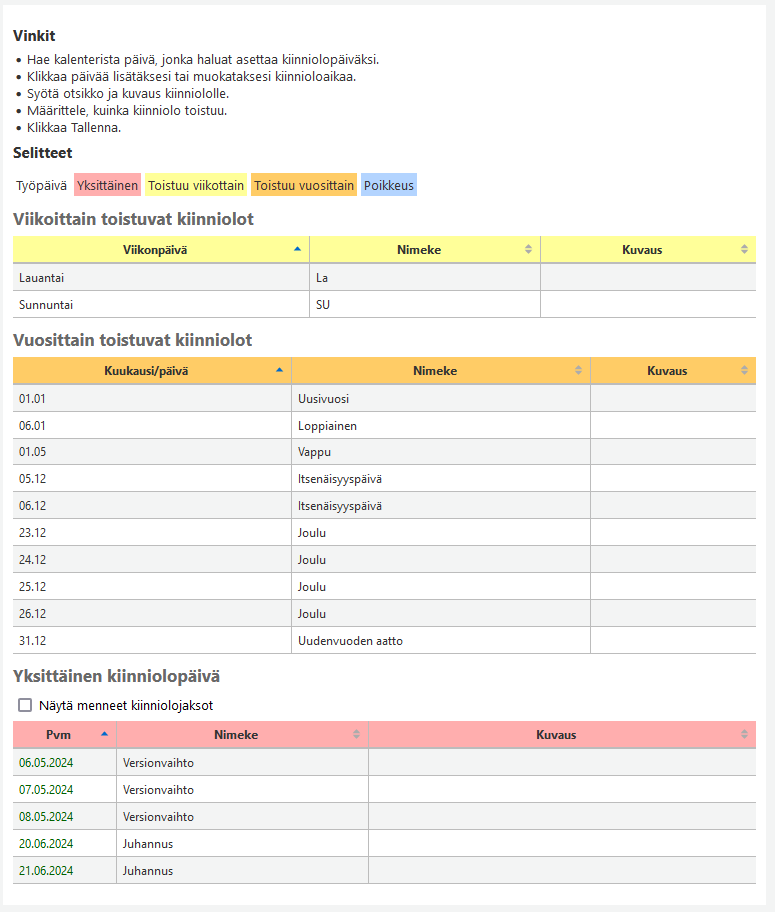 Vinkit
• Hae kalenterista päivä, jonka haluat asettaa kiinniolopäiväksi.
• Klikkaa päivää lisätäksesi tai muokataksesi kiinnioloaikaa.
• Syötä otsikko ja kuvaus kiinniololle.
• Määrittele, kuinka kiinniolo toistuu.
• Klikkaa Tallenna.
Selitteet
Työpäivä Yksittäinen Toistuu viikottain Toistuu vuosittain Poikkeus
Viikoittain toistuvat kiinniolot
Viikonpäivä Nimeke Kuvaus
Lauantai La
Sunnuntai SU
Vuosittain toistuvat kiinniolot
Kuukausi/päivä Nimeke Kuvaus
01.01 Uusivuosi
06.01 Loppiainen
01.05 Vappu
05.12 Itsenäisyyspäivä
06.12 Itsenäisyyspäivä
23.12 Joulu
24.12 Joulu
25.12 Joulu
26.12 Joulu
31.12 Uudenvuoden aatto
Yksittäinen kiinniolopäivä
Näytä menneet kiinniolojaksot
Pvm Nimeke Kuvaus
06.05.2024 Versionvaihto
07.05.2024 Versionvaihto
08.05.2024 Versionvaihto
20.06.2024 Juhannus
21.06.2024 Juhannus